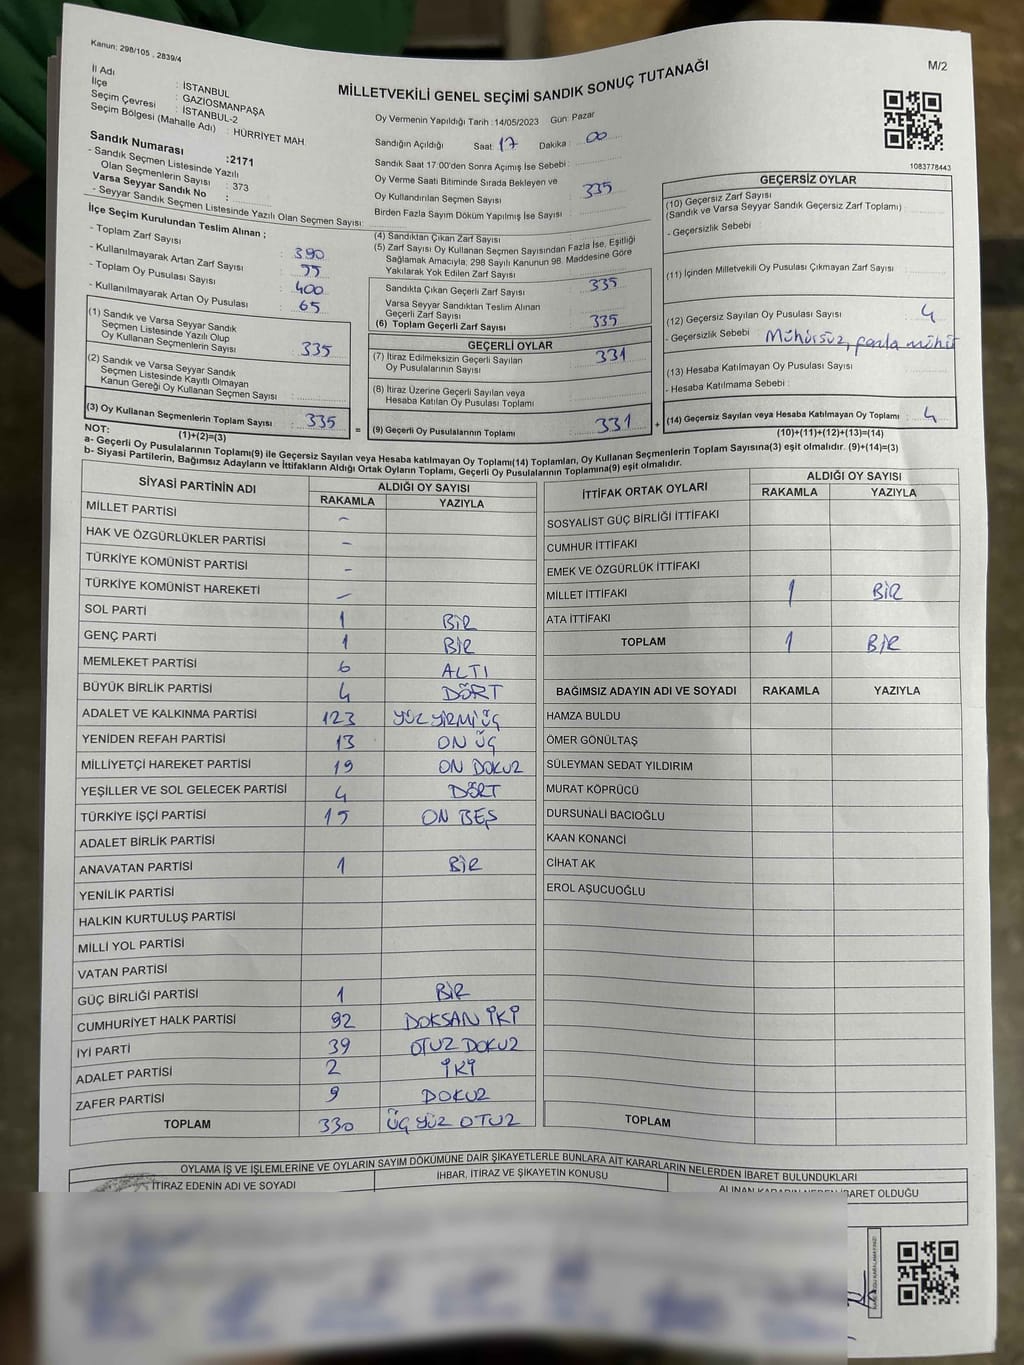 Kanun: 298/105 , 2839/4
M/2
MİLLETVEKİLİ GENEL SEÇİMİ SANDIK SONUÇ TUTANAĞI
İl Adı : İSTANBUL
İlçe : GAZİOSMANPAŞA
Seçim Çevresi : İSTANBUL-2
Seçim Bölgesi (Mahalle Adı) : HÜRRİYET MAH.
Sandık Numarası :2171
- Sandık Seçmen Listesinde Yazılı
Olan Seçmenlerin Sayısı : 373
Varsa Seyyar Sandık No :
- Seyyar Sandık Seçmen Listesinde Yazılı Olan Seçmen Sayısı:
İlçe Seçim Kurulundan Teslim Alınan ;
- Toplam Zarf Sayısı : 390
- Kullanılmayarak Artan Zarf Sayısı : 55
- Toplam Oy Pusulası Sayısı : 400
- Kullanılmayarak Artan Oy Pusulası : 65
(1) Sandık ve Varsa Seyyar Sandık
Seçmen Listesinde Yazılı Olup
Oy Kullanan Seçmenlerin Sayısı : 335
(2) Sandık ve Varsa Seyyar Sandık
Seçmen Listesinde Kayıtlı Olmayan
Kanun Gereği Oy Kullanan Seçmen Sayısı :
(3) Oy Kullanan Seçmenlerin Toplam Sayısı : 335 =
Oy Vermenin Yapıldığı Tarih :14/05/2023 Gün: Pazar
Sandığın Açıldığı Saat: 17 Dakika : 00
Sandık Saat 17:00'den Sonra Açımış İse Sebebi :
Oy Verme Saati Bitiminde Sırada Bekleyen ve
Oy Kullandırılan Seçmen Sayısı : 335
Birden Fazla Sayım Döküm Yapılmış İse Sayısı :
(4) Sandıktan Çıkan Zarf Sayısı :
(5) Zarf Sayısı Oy Kullanan Seçmen Sayısından Fazla İse, Eşitliği
Sağlamak Amacıyla; 298 Sayılı Kanunun 98. Maddesine Göre
Yakılarak Yok Edilen Zarf Sayısı :
Sandıkta Çıkan Geçerli Zarf Sayısı : 335
Varsa Seyyar Sandıktan Teslim Alınan
Geçerli Zarf Sayısı :
(6) Toplam Geçerli Zarf Sayısı : 335
GEÇERLİ OYLAR
(7) İtiraz Edilmeksizin Geçerli Sayılan
Oy Pusulalarının Sayısı : 331
(8) İtiraz Üzerine Geçerli Sayılan veya
Hesaba Katılan Oy Pusulası Toplamı :
(9) Geçerli Oy Pusulalarının Toplamı : 331 +
1083778443
GEÇERSİZ OYLAR
(10) Geçersiz Zarf Sayısı
(Sandık ve Varsa Seyyar Sandık Geçersiz Zarf Toplamı) :
- Geçersizlik Sebebi :
(11) İçinden Milletvekili Oy Pusulası Çıkmayan Zarf Sayısı :
(12) Geçersiz Sayılan Oy Pusulası Sayısı : 4
- Geçersizlik Sebebi : Mühürsüz, fazla mühür
(13) Hesaba Katılmayan Oy Pusulası Sayısı :
- Hesaba Katılmama Sebebi :
(14) Geçersiz Sayılan veya Hesaba Katılmayan Oy Toplamı : 4
NOT: (1)+(2)=(3) (10)+(11)+(12)+(13)=(14)
a- Geçerli Oy Pusulalarının Toplamı(9) ile Geçersiz Sayılan veya Hesaba katılmayan Oy Toplamı(14) Toplamları, Oy Kullanan Seçmenlerin Toplam Sayısına(3) eşit olmalıdır. (9)+(14)=(3)
b- Siyasi Partilerin, Bağımsız Adayların ve İttifakların Aldığı Ortak Oyların Toplamı, Geçerli Oy Pusulalarının Toplamına(9) eşit olmalıdır.
SİYASİ PARTİNİN ADI ALDIĞI OY SAYISI
RAKAMLA YAZIYLA
MİLLET PARTİSİ -
HAK VE ÖZGÜRLÜKLER PARTİSİ -
TÜRKİYE KOMÜNİST PARTİSİ -
TÜRKİYE KOMÜNİST HAREKETİ -
SOL PARTİ 1 BİR
GENÇ PARTİ 1 BİR
MEMLEKET PARTİSİ 6 ALTI
BÜYÜK BİRLİK PARTİSİ 4 DÖRT
ADALET VE KALKINMA PARTİSİ 123 YÜZ YİRMİ ÜÇ
YENİDEN REFAH PARTİSİ 13 ON ÜÇ
MİLLİYETÇİ HAREKET PARTİSİ 19 ON DOKUZ
YEŞİLLER VE SOL GELECEK PARTİSİ 4 DÖRT
TÜRKİYE İŞÇİ PARTİSİ 15 ON BEŞ
ADALET BİRLİK PARTİSİ
ANAVATAN PARTİSİ 1 BİR
YENİLİK PARTİSİ
HALKIN KURTULUŞ PARTİSİ
MİLLİ YOL PARTİSİ
VATAN PARTİSİ
GÜÇ BİRLİĞİ PARTİSİ 1 BİR
CUMHURİYET HALK PARTİSİ 92 DOKSAN İKİ
İYİ PARTİ 39 OTUZ DOKUZ
ADALET PARTİSİ 2 İKİ
ZAFER PARTİSİ 9 DOKUZ
TOPLAM 330 ÜÇ YÜZ OTUZ
İTTİFAK ORTAK OYLARI ALDIĞI OY SAYISI
RAKAMLA YAZIYLA
SOSYALİST GÜÇ BİRLİĞİ İTTİFAKI
CUMHUR İTTİFAKI
EMEK VE ÖZGÜRLÜK İTTİFAKI
MİLLET İTTİFAKI 1 BİR
ATA İTTİFAKI
TOPLAM 1 BİR
BAĞIMSIZ ADAYIN ADI VE SOYADI RAKAMLA YAZIYLA
HAMZA BULDU
ÖMER GÖNÜLTAŞ
SÜLEYMAN SEDAT YILDIRIM
MURAT KÖPRÜCÜ
DURSUNALİ BACIOĞLU
KAAN KONANCİ
CİHAT AK
EROL AŞUCUOĞLU
TOPLAM
OYLAMA İŞ VE İŞLEMLERİNE VE OYLARIN SAYIM DÖKÜMÜNE DAİR ŞİKAYETLERLE BUNLARA AİT KARARLARIN NELERDEN İBARET BULUNDUKLARI
İTİRAZ EDENİN ADI VE SOYADI İHBAR, İTİRAZ VE ŞİKAYETİN KONUSU ALINAN KARARIN NEDEN İBARET OLDUĞU